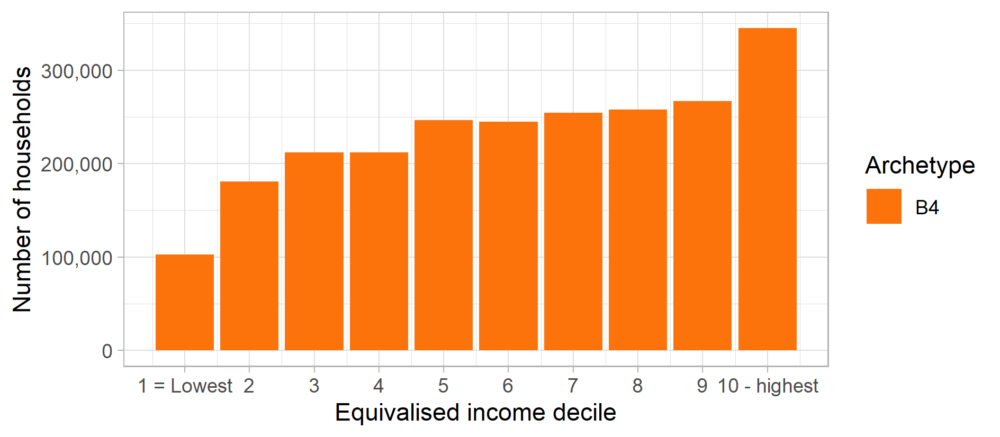 Number of households
300,000
200,000
100,000
0
1 = Lowest 2 3 4 5 6 7 8 9 10 - highest
Equivalised income decile
Archetype
B4